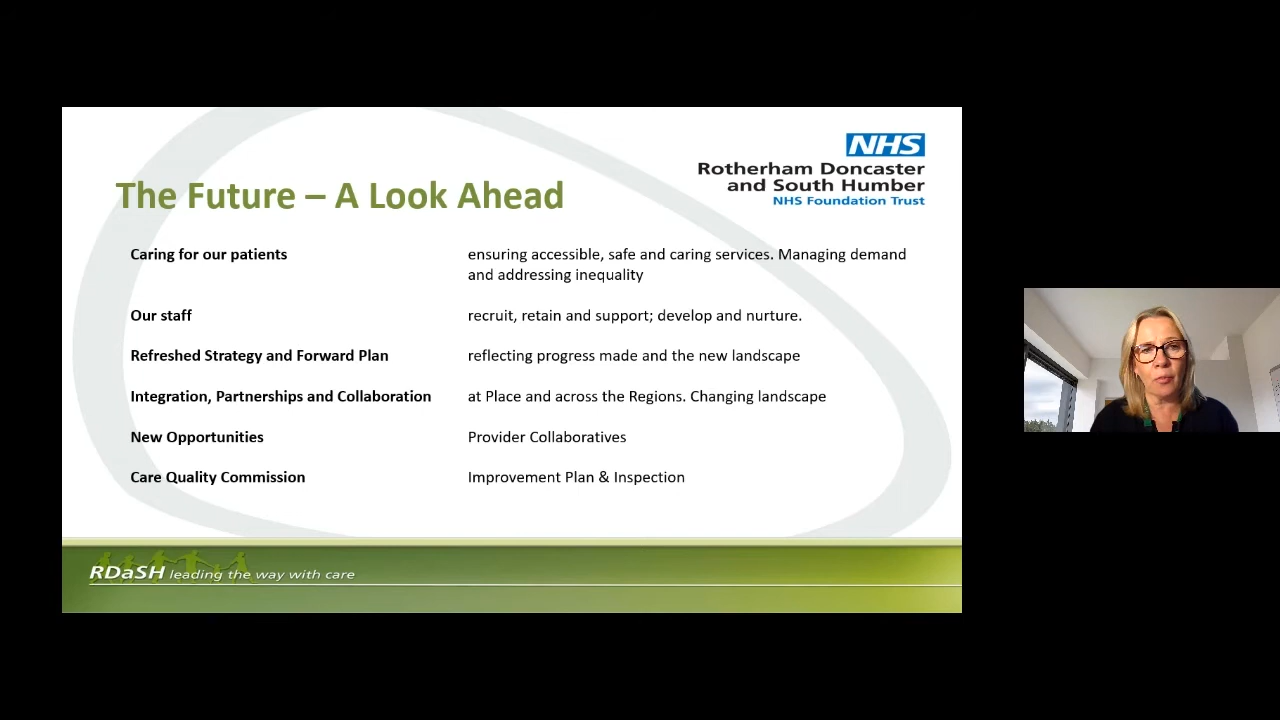 NHS
Rotherham Doncaster
and South Humber
NHS Foundation Trust
The Future – A Look Ahead
Caring for our patients ensuring accessible, safe and caring services. Managing demand
and addressing inequality
Our staff recruit, retain and support; develop and nurture.
Refreshed Strategy and Forward Plan reflecting progress made and the new landscape
Integration, Partnerships and Collaboration at Place and across the Regions. Changing landscape
New Opportunities Provider Collaboratives
Care Quality Commission Improvement Plan & Inspection
RDaSH leading the way with care